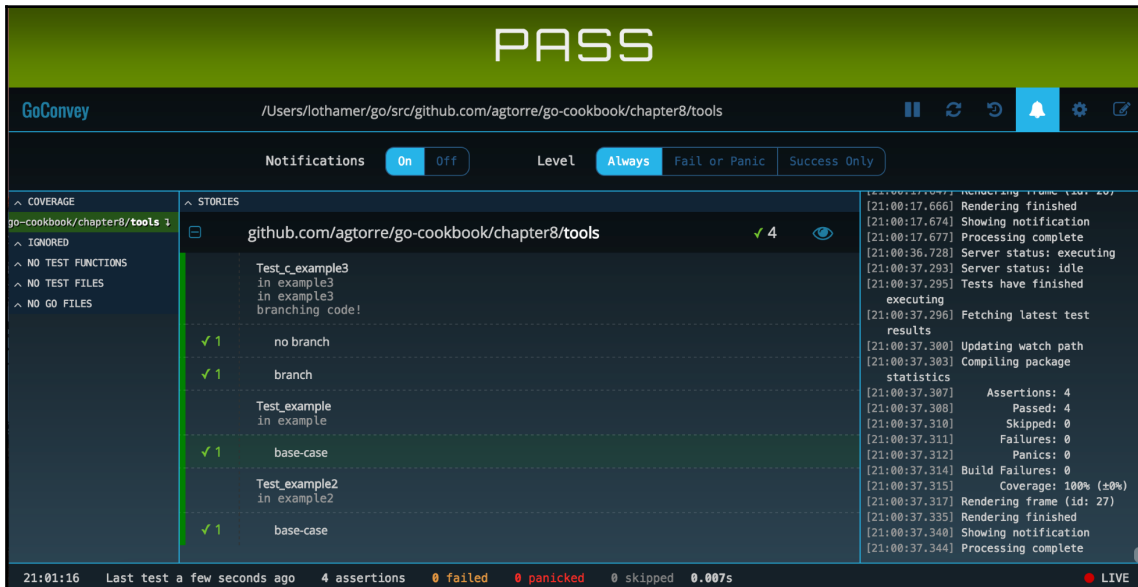 PASS
GoConvey
/Users/lothamer/go/src/github.com/agtorre/go-cookbook/chapter8/tools
Notifications On Off Level Always Fail or Panic Success Only
COVERAGE
go-cookbook/chapter8/tools
IGNORED
NO TEST FUNCTIONS
NO TEST FILES
NO GO FILES
STORIES
github.com/agtorre/go-cookbook/chapter8/tools ✓ 4
Test_c_example3
in example3
in example3
branching code!
✓ 1 no branch
✓ 1 branch
Test_example
in example
✓ 1 base-case
Test_example2
in example2
✓ 1 base-case
[21:00:17.647] Rendering frame (id: 26)
[21:00:17.666] Rendering finished
[21:00:17.674] Showing notification
[21:00:17.677] Processing complete
[21:00:36.728] Server status: executing
[21:00:37.293] Server status: idle
[21:00:37.295] Tests have finished
executing
[21:00:37.296] Fetching latest test
results
[21:00:37.300] Updating watch path
[21:00:37.303] Compiling package
statistics
[21:00:37.307] Assertions: 4
[21:00:37.308] Passed: 4
[21:00:37.310] Skipped: 0
[21:00:37.311] Failures: 0
[21:00:37.312] Panics: 0
[21:00:37.314] Build Failures: 0
[21:00:37.315] Coverage: 100% (±0%)
[21:00:37.317] Rendering frame (id: 27)
[21:00:37.335] Rendering finished
[21:00:37.340] Showing notification
[21:00:37.344] Processing complete
21:01:16 Last test a few seconds ago 4 assertions 0 failed 0 panicked 0 skipped 0.007s LIVE